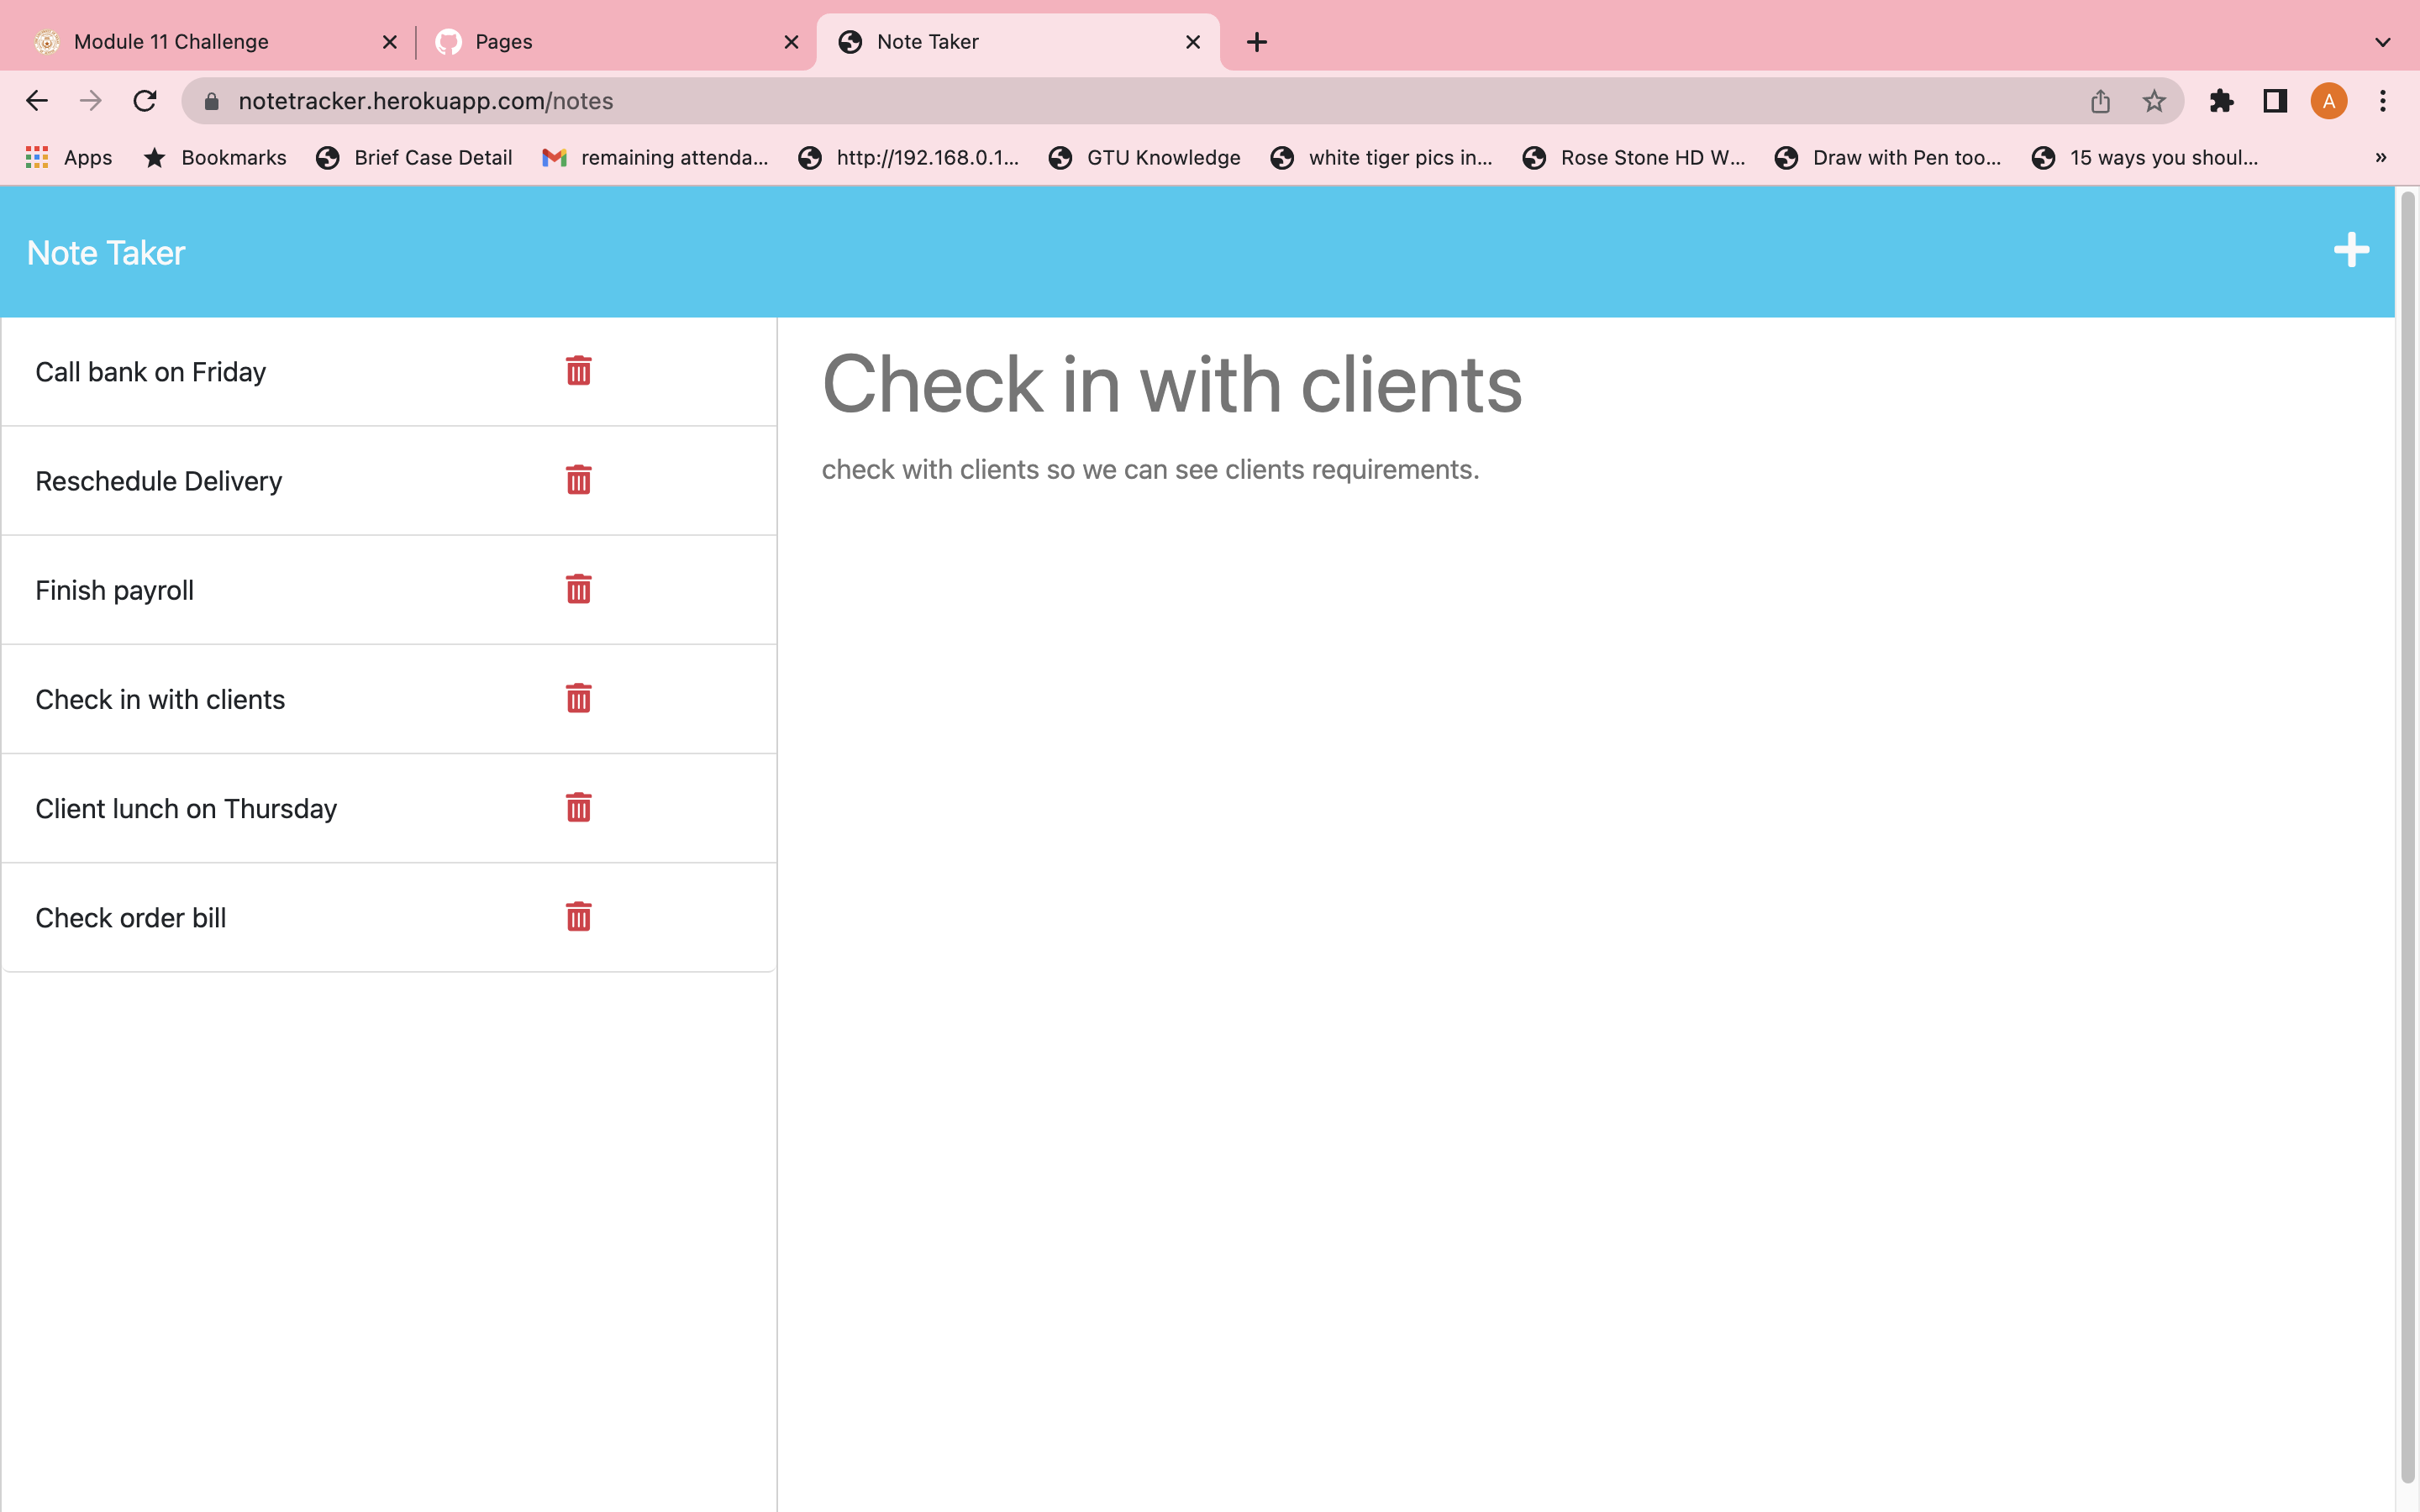 Module 11 Challenge
Pages
Note Taker
notetracker.herokuapp.com/notes
A
Apps
Bookmarks
Brief Case Detail
remaining attenda...
http://192.168.0.1...
GTU Knowledge
white tiger pics in...
Rose Stone HD W...
Draw with Pen too...
15 ways you shoul...
»
Note Taker
Call bank on Friday
Reschedule Delivery
Finish payroll
Check in with clients
Client lunch on Thursday
Check order bill
Check in with clients
check with clients so we can see clients requirements.